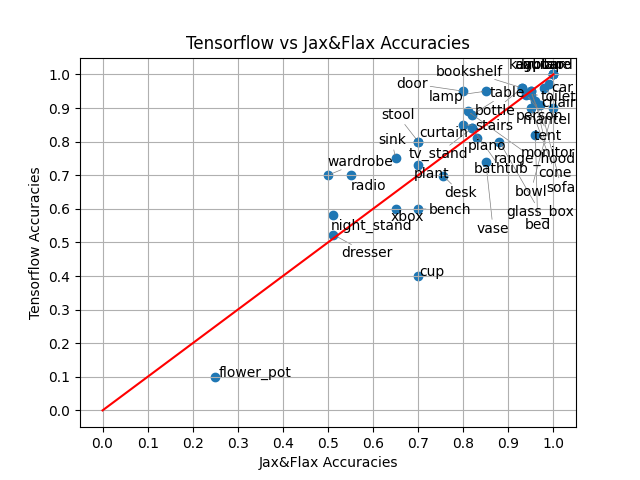 Tensorflow vs Jax&Flax Accuracies
bookshelf
door
lamp
table
car
toilet
chair
bottle
person
mantel
stool
curtain
stairs
tent
sink
tv_stand
piano
monitor
wardrobe
range_hood
plant
bathtub
cone
radio
desk
bowl
sofa
xbox
bench
glass_box
night_stand
vase
bed
dresser
cup
flower_pot
1.0
0.9
0.8
0.7
0.6
0.5
0.4
0.3
0.2
0.1
0.0
Tensorflow Accuracies
0.0 0.1 0.2 0.3 0.4 0.5 0.6 0.7 0.8 0.9 1.0
Jax&Flax Accuracies